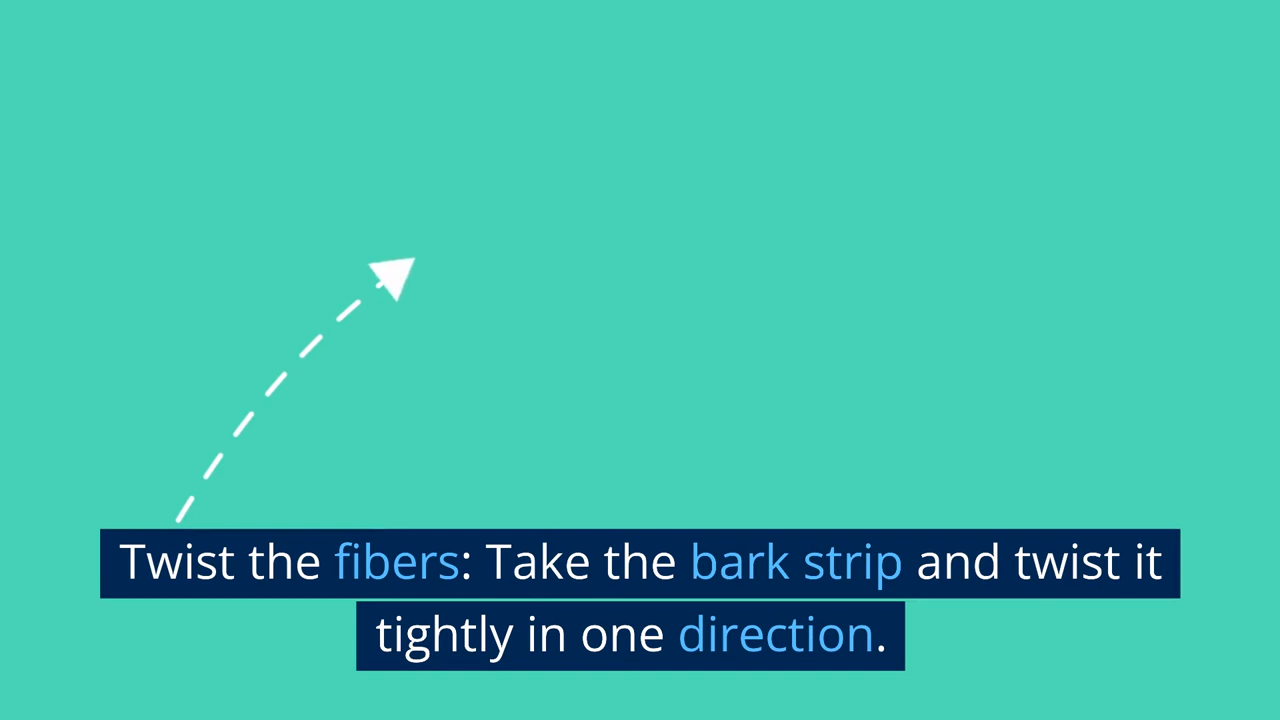 Twist the fibers: Take the bark strip and twist it
tightly in one direction.